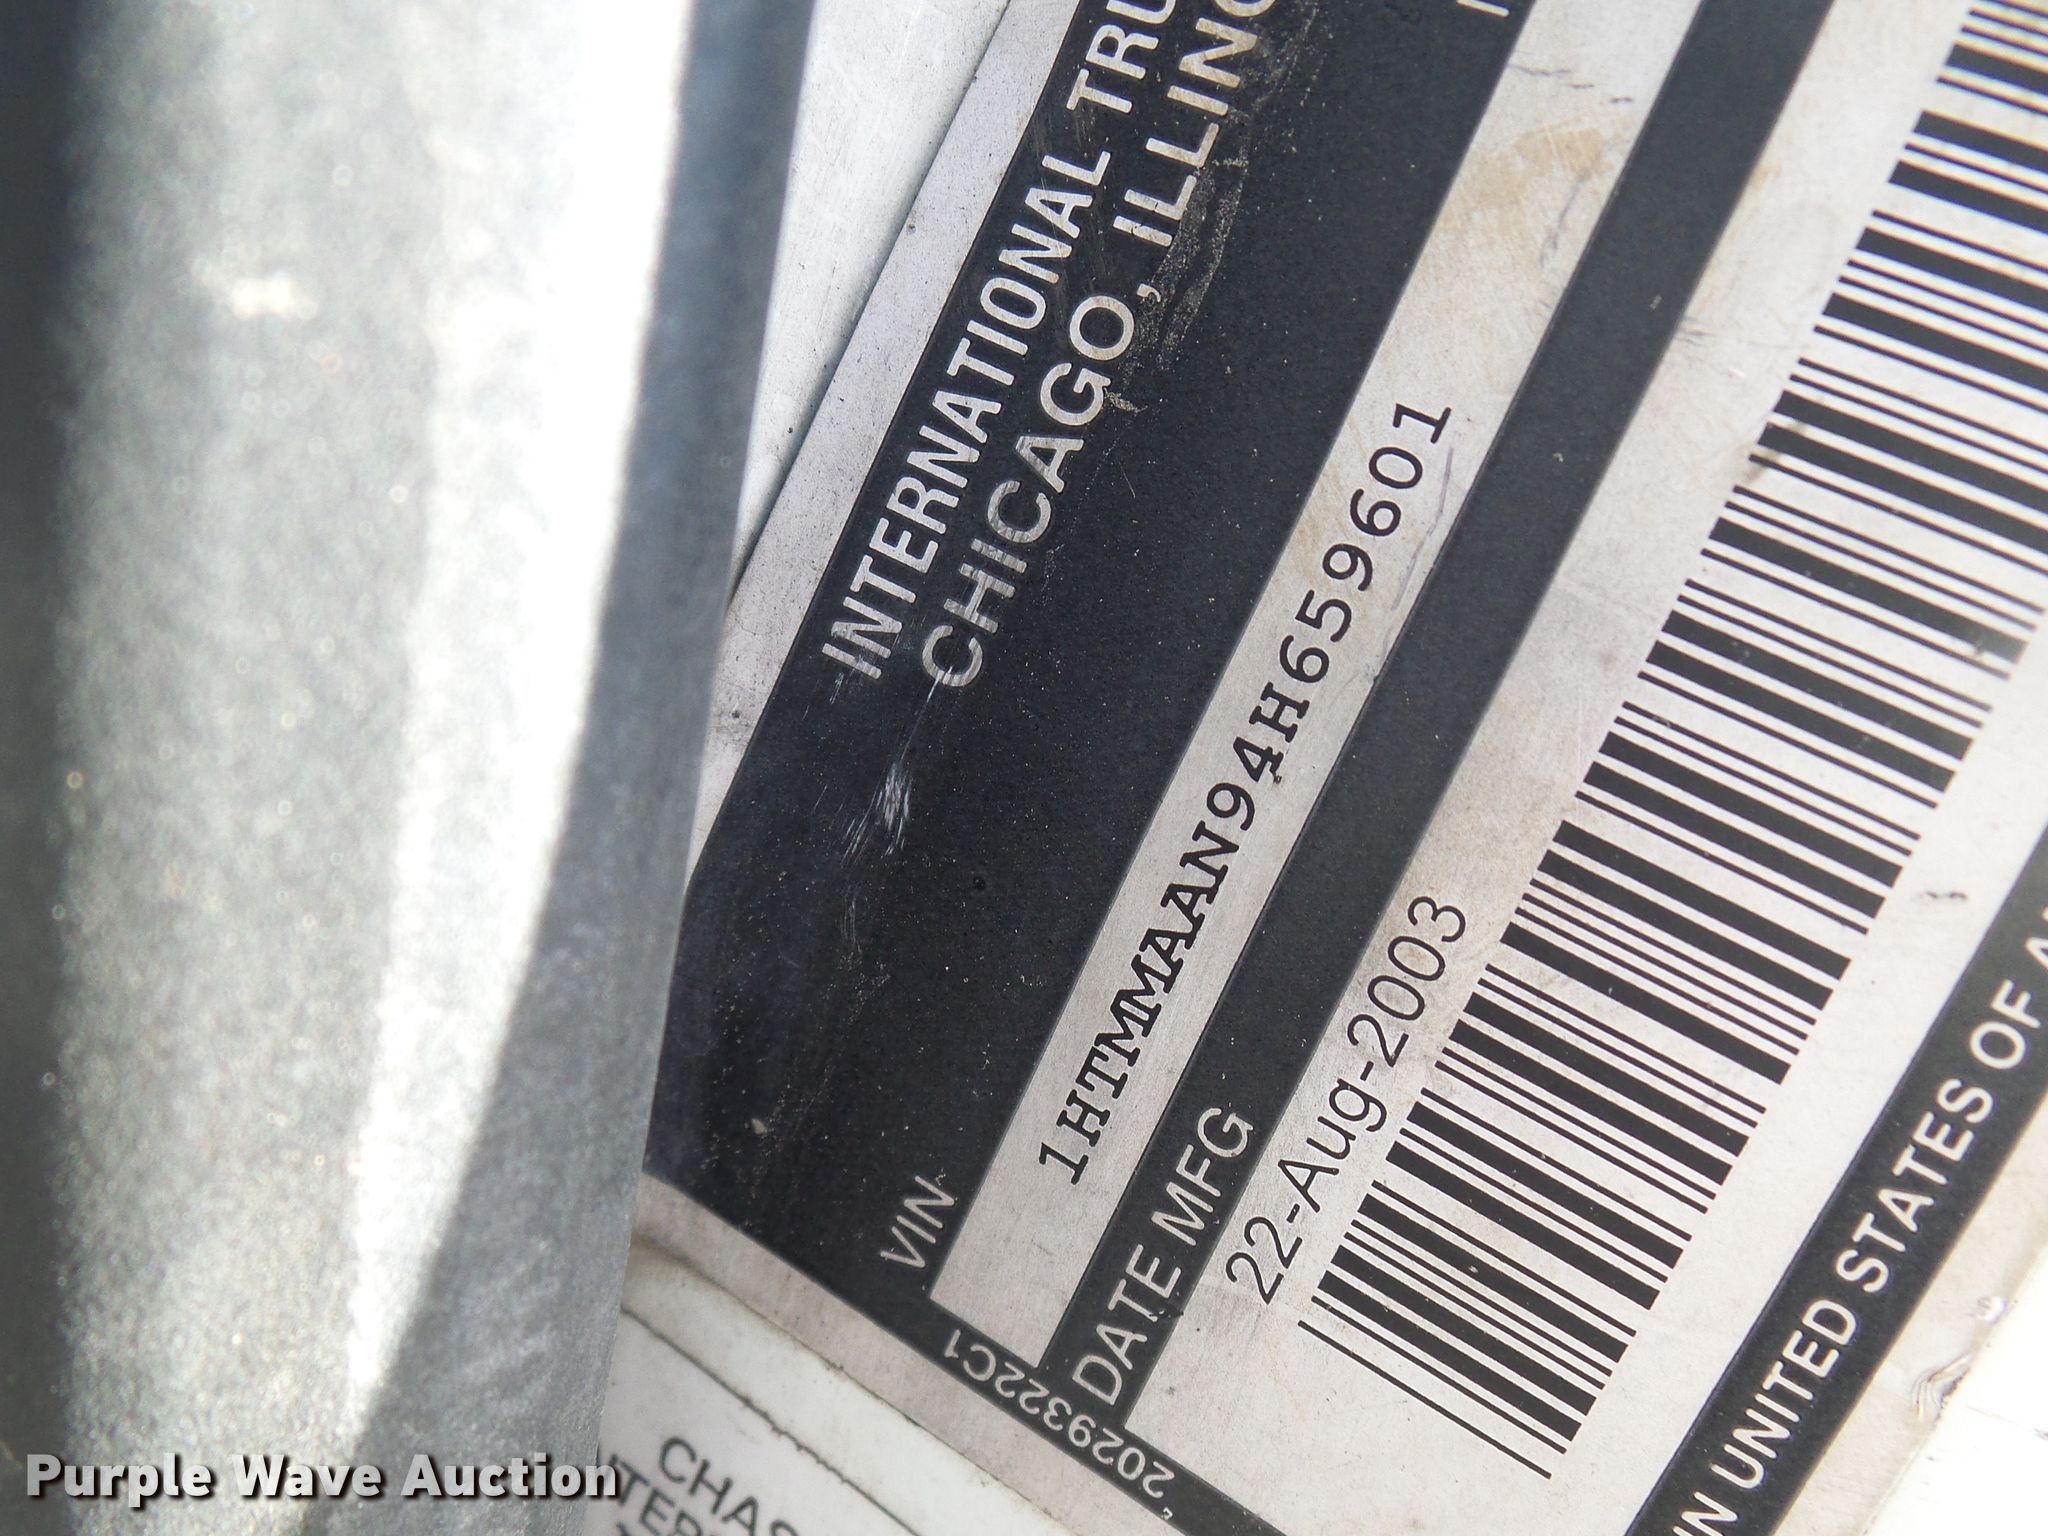 INTERNATIONAL TRU
CHICAGO, ILLINO
VIN
1HTMMAAN94H659601
DATE MFG
22-Aug-2003
IN UNITED STATES OF A
2029322C1
CHAS
Purple Wave Auction